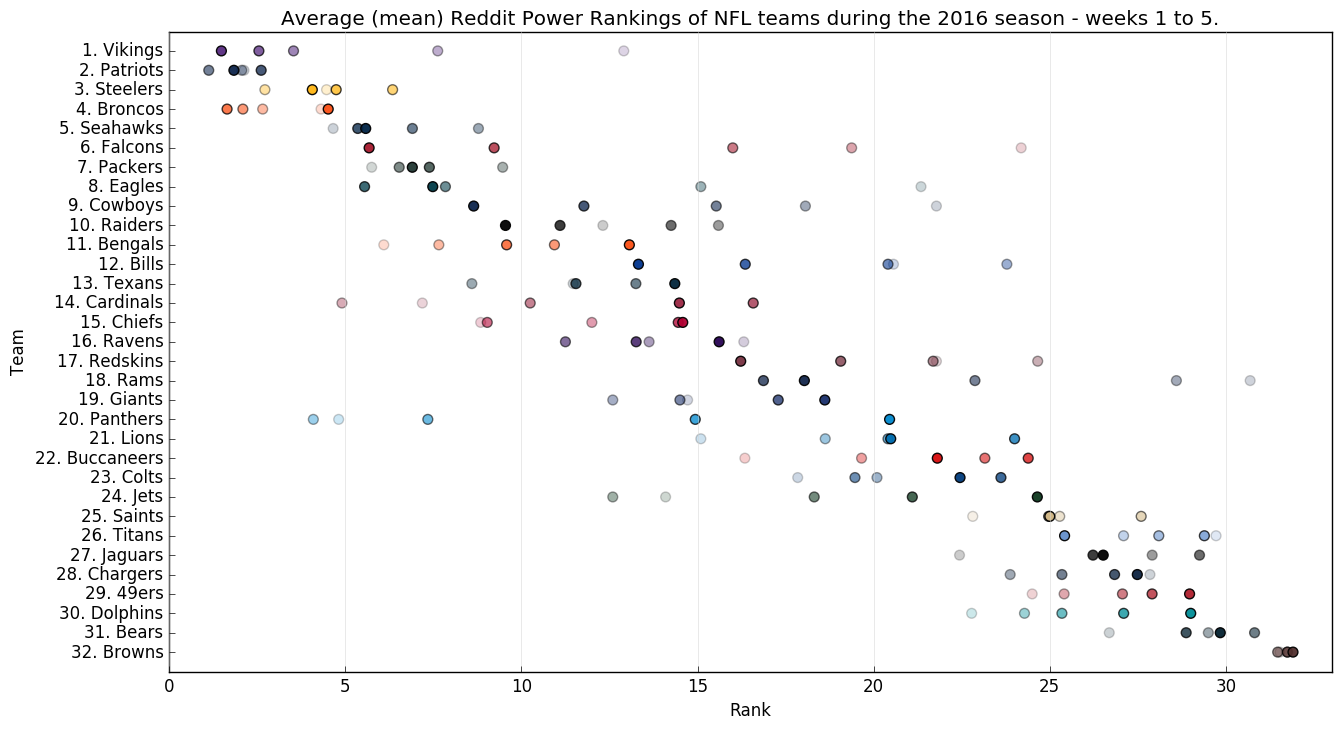 Average (mean) Reddit Power Rankings of NFL teams during the 2016 season - weeks 1 to 5.
Team
1. Vikings
2. Patriots
3. Steelers
4. Broncos
5. Seahawks
6. Falcons
7. Packers
8. Eagles
9. Cowboys
10. Raiders
11. Bengals
12. Bills
13. Texans
14. Cardinals
15. Chiefs
16. Ravens
17. Redskins
18. Rams
19. Giants
20. Panthers
21. Lions
22. Buccaneers
23. Colts
24. Jets
25. Saints
26. Titans
27. Jaguars
28. Chargers
29. 49ers
30. Dolphins
31. Bears
32. Browns
0 5 10 15 20 25 30
Rank